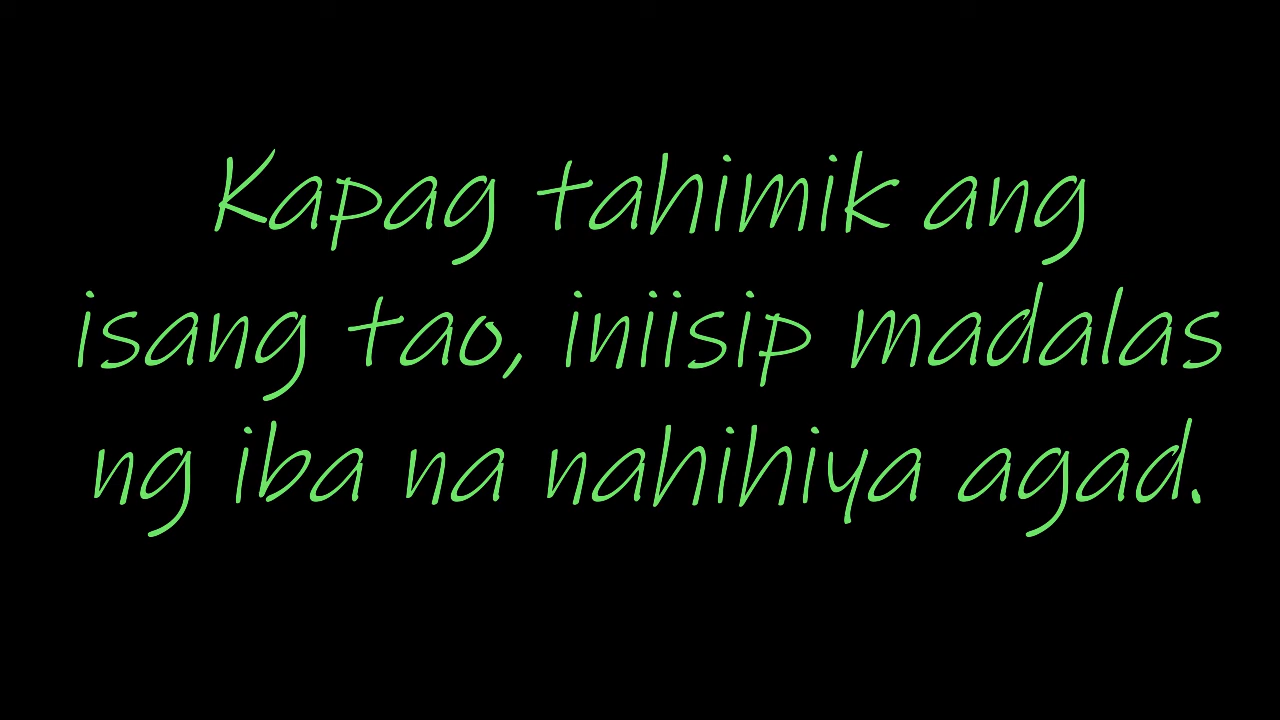 Kapag tahimik ang
isang tao, iniisip madalas
ng iba na nahihiya agad.